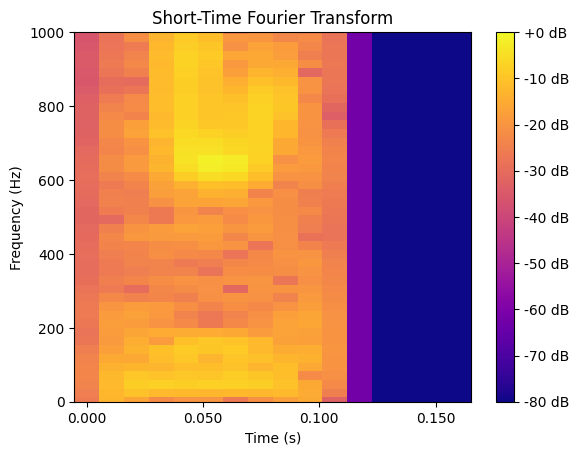 Short-Time Fourier Transform
1000
800
600
400
200
0
Frequency (Hz)
0.000
0.050
0.100
0.150
Time (s)
+0 dB
-10 dB
-20 dB
-30 dB
-40 dB
-50 dB
-60 dB
-70 dB
-80 dB